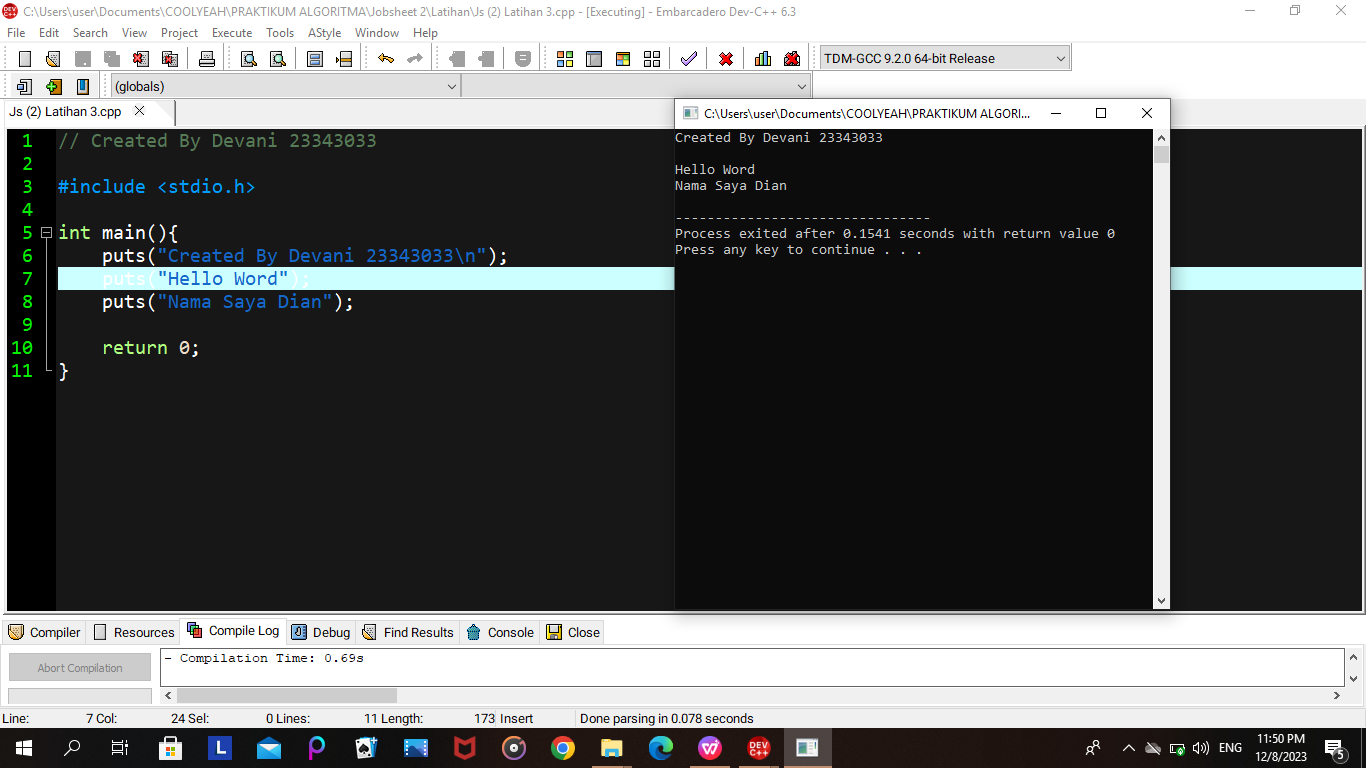 C:\Users\user\Documents\COOLYEAH\PRAKTIKUM ALGORITMA\Jobsheet 2\Latihan\Js (2) Latihan 3.cpp - [Executing] - Embarcadero Dev-C++ 6.3
File Edit Search View Project Execute Tools AStyle Window Help
TDM-GCC 9.2.0 64-bit Release
(globals)
Js (2) Latihan 3.cpp
1 // Created By Devani 23343033
2
3 #include <stdio.h>
4
5 int main(){
6 puts("Created By Devani 23343033\n");
7 puts("Hello Word");
8 puts("Nama Saya Dian");
9
10 return 0;
11 }
C:\Users\user\Documents\COOLYEAH\PRAKTIKUM ALGORI...
Created By Devani 23343033
Hello Word
Nama Saya Dian
--------------------------------
Process exited after 0.1541 seconds with return value 0
Press any key to continue . . .
Compiler Resources Compile Log Debug Find Results Console Close
Abort Compilation
- Compilation Time: 0.69s
Line: 7 Col: 24 Sel: 0 Lines: 11 Length: 173 Insert Done parsing in 0.078 seconds
L
DEV C++
ENG
11:50 PM
12/8/2023
5